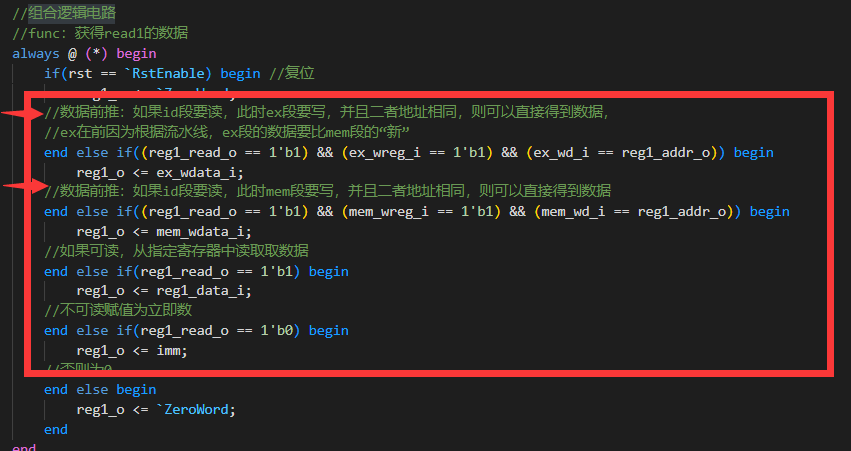 //组合逻辑电路
//func: 获得read1的数据
always @ (*) begin
if(rst == `RstEnable) begin //复位
//数据前推：如果id段要读，此时ex段要写，并且二者地址相同，则可以直接得到数据，
//ex在前因为根据流水线，ex段的数据要比mem段的“新”
end else if((reg1_read_o == 1'b1) && (ex_wreg_i == 1'b1) && (ex_wd_i == reg1_addr_o)) begin
reg1_o <= ex_wdata_i;
//数据前推：如果id段要读，此时mem段要写，并且二者地址相同，则可以直接得到数据
end else if((reg1_read_o == 1'b1) && (mem_wreg_i == 1'b1) && (mem_wd_i == reg1_addr_o)) begin
reg1_o <= mem_wdata_i;
//如果可读，从指定寄存器中读取取数据
end else if(reg1_read_o == 1'b1) begin
reg1_o <= reg1_data_i;
//不可读赋值为立即数
end else if(reg1_read_o == 1'b0) begin
reg1_o <= imm;
//否则为0
end else begin
reg1_o <= `ZeroWord;
end
end